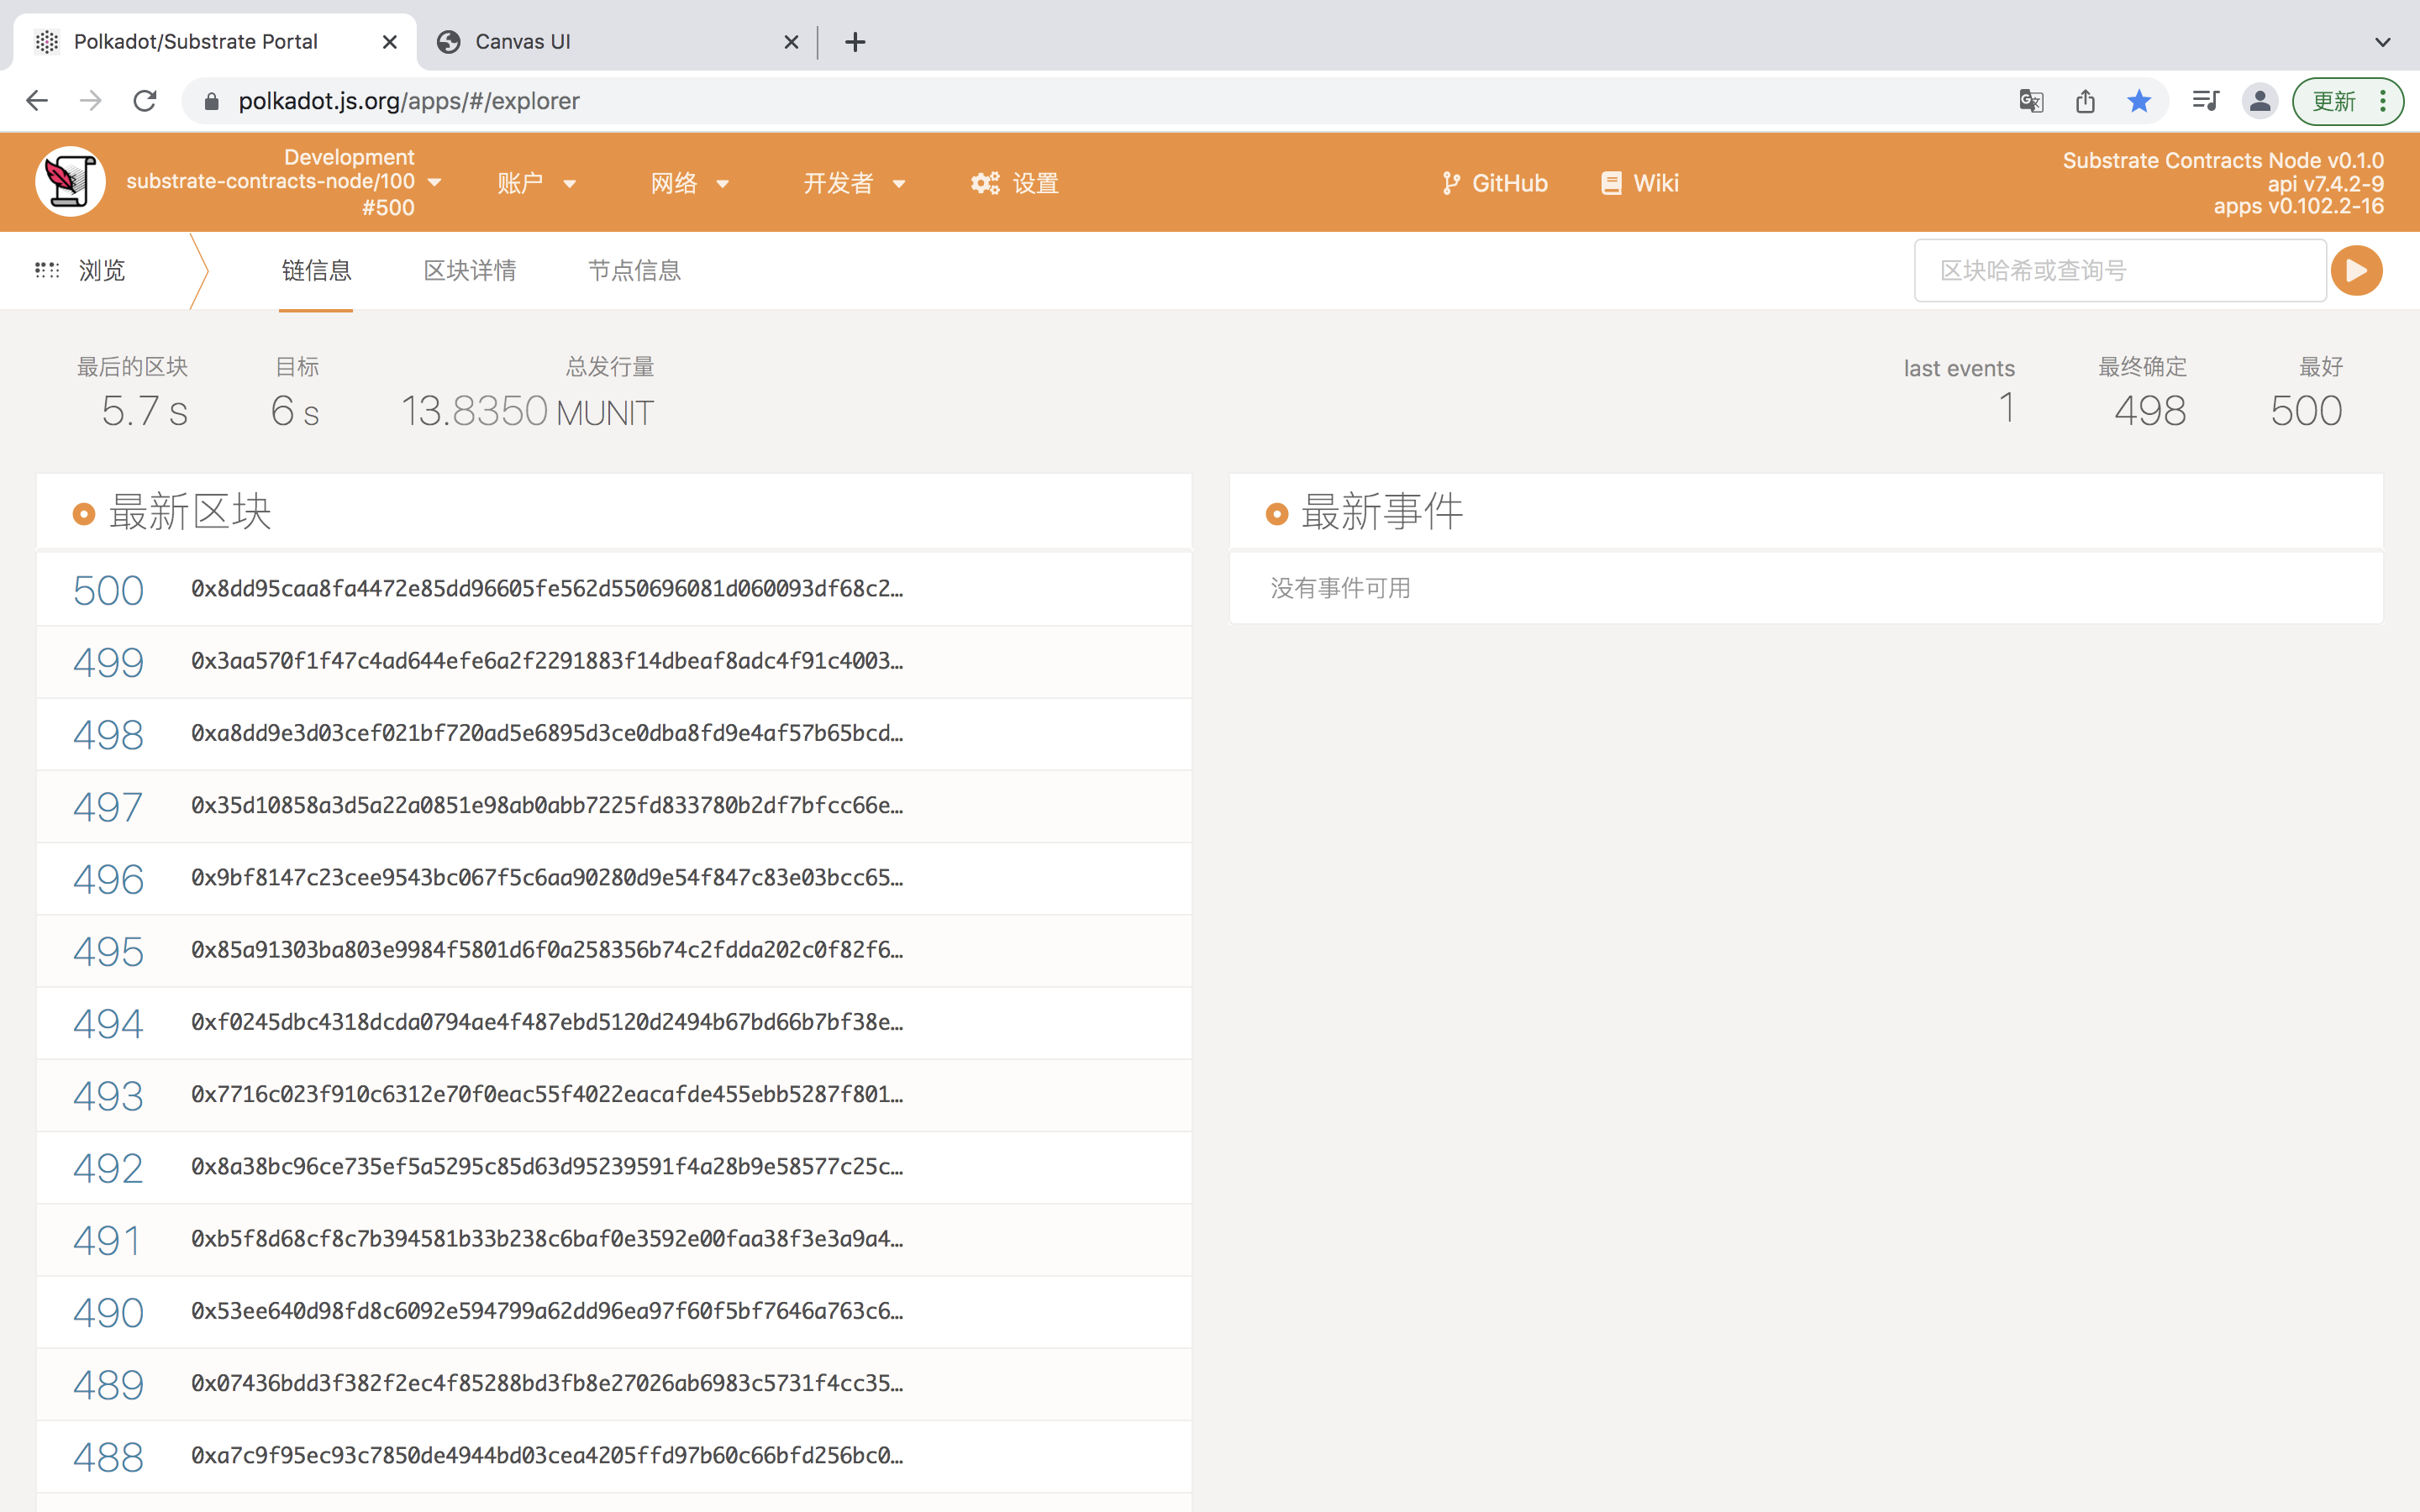 Polkadot/Substrate Portal
Canvas UI
polkadot.js.org/apps/#/explorer
更新
Development
substrate-contracts-node/100
#500
账户
网络
开发者
设置
GitHub
Wiki
Substrate Contracts Node v0.1.0
api v7.4.2-9
apps v0.102.2-16
浏览
链信息
区块详情
节点信息
区块哈希或查询号
最后的区块
5.7 s
目标
6 s
总发行量
13.8350 MUNIT
last events
1
最终确定
498
最好
500
最新区块
500 0x8dd95caa8fa4472e85dd96605fe562d550696081d060093df68c2…
499 0x3aa570f1f47c4ad644efe6a2f2291883f14dbeaf8adc4f91c4003…
498 0xa8dd9e3d03cef021bf720ad5e6895d3ce0dba8fd9e4af57b65bcd…
497 0x35d10858a3d5a22a0851e98ab0abb7225fd833780b2df7bfcc66e…
496 0x9bf8147c23cee9543bc067f5c6aa90280d9e54f847c83e03bcc65…
495 0x85a91303ba803e9984f5801d6f0a258356b74c2fdda202c0f82f6…
494 0xf0245dbc4318dcda0794ae4f487ebd5120d2494b67bd66b7bf38e…
493 0x7716c023f910c6312e70f0eac55f4022eacafde455ebb5287f801…
492 0x8a38bc96ce735ef5a5295c85d63d95239591f4a28b9e58577c25c…
491 0xb5f8d68cf8c7b394581b33b238c6baf0e3592e00faa38f3e3a9a4…
490 0x53ee640d98fd8c6092e594799a62dd96ea97f60f5bf7646a763c6…
489 0x07436bdd3f382f2ec4f85288bd3fb8e27026ab6983c5731f4cc35…
488 0xa7c9f95ec93c7850de4944bd03cea4205ffd97b60c66bfd256bc0…
最新事件
没有事件可用